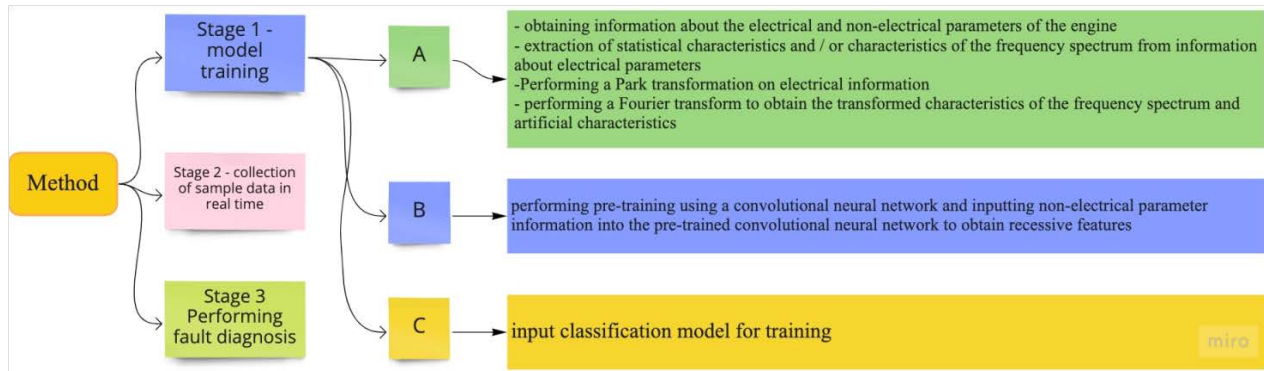 Method
Stage 1 -
model
training
Stage 2 - collection
of sample data in
real time
Stage 3
Performing
fault diagnosis
A
- obtaining information about the electrical and non-electrical parameters of the engine
- extraction of statistical characteristics and / or characteristics of the frequency spectrum from information
about electrical parameters
-Performing a Park transformation on electrical information
- performing a Fourier transform to obtain the transformed characteristics of the frequency spectrum and
artificial characteristics
B
performing pre-training using a convolutional neural network and inputting non-electrical parameter
information into the pre-trained convolutional neural network to obtain recessive features
C
input classification model for training
miro